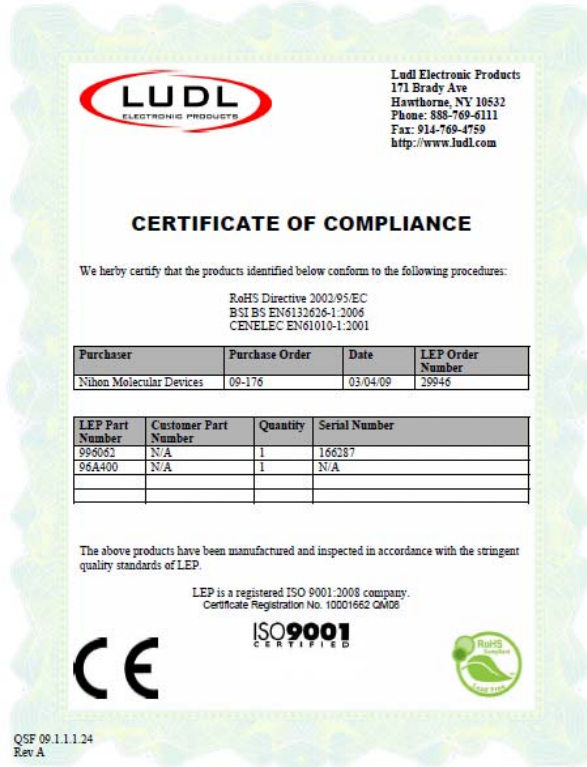 LUDL
ELECTRONIC PRODUCTS
Ludl Electronic Products
171 Brady Ave
Hawthorne, NY 10532
Phone: 888-769-6111
Fax: 914-769-4759
http://www.ludl.com
CERTIFICATE OF COMPLIANCE
We herby certify that the products identified below conform to the following procedures:
RoHS Directive 2002/95/EC
BSI BS EN6132626-1:2006
CENELEC EN61010-1:2001
Purchaser Purchase Order Date LEP Order Number
Nihon Molecular Devices 09-176 03/04/09 29946
LEP Part Number Customer Part Number Quantity Serial Number
996062 N/A 1 166287
96A400 N/A 1 N/A
The above products have been manufactured and inspected in accordance with the stringent
quality standards of LEP.
LEP is a registered ISO 9001:2008 company.
Certificate Registration No. 10001662 QM08
ISO9001
CERTIFIED
CE
RoHS
Compliant
Lead Free
QSF 09.1.1.1.24
Rev A